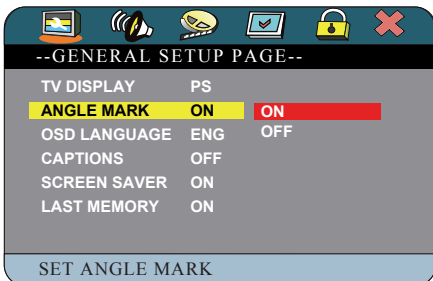 --GENERAL SETUP PAGE--
TV DISPLAY PS
ANGLE MARK ON ON
OSD LANGUAGE ENG OFF
CAPTIONS OFF
SCREEN SAVER ON
LAST MEMORY ON
SET ANGLE MARK